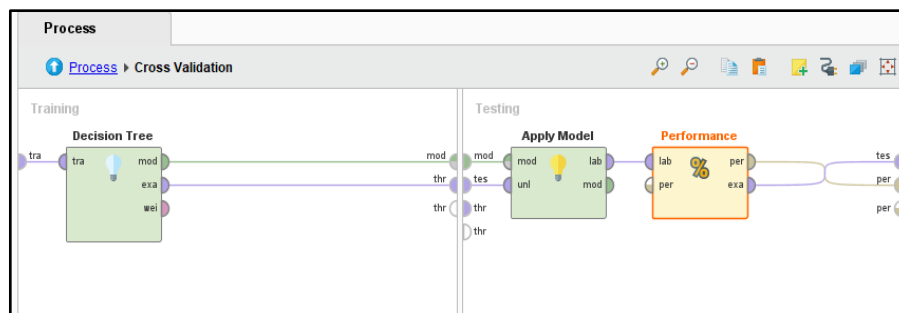 Process
Process ▸ Cross Validation
Training
Testing
Decision Tree
Apply Model
Performance
tra
tra
mod
mod
mod
mod
lab
lab
per
tes
exa
thr
tes
unl
mod
per
exa
per
wei
thr
thr
per
thr
%